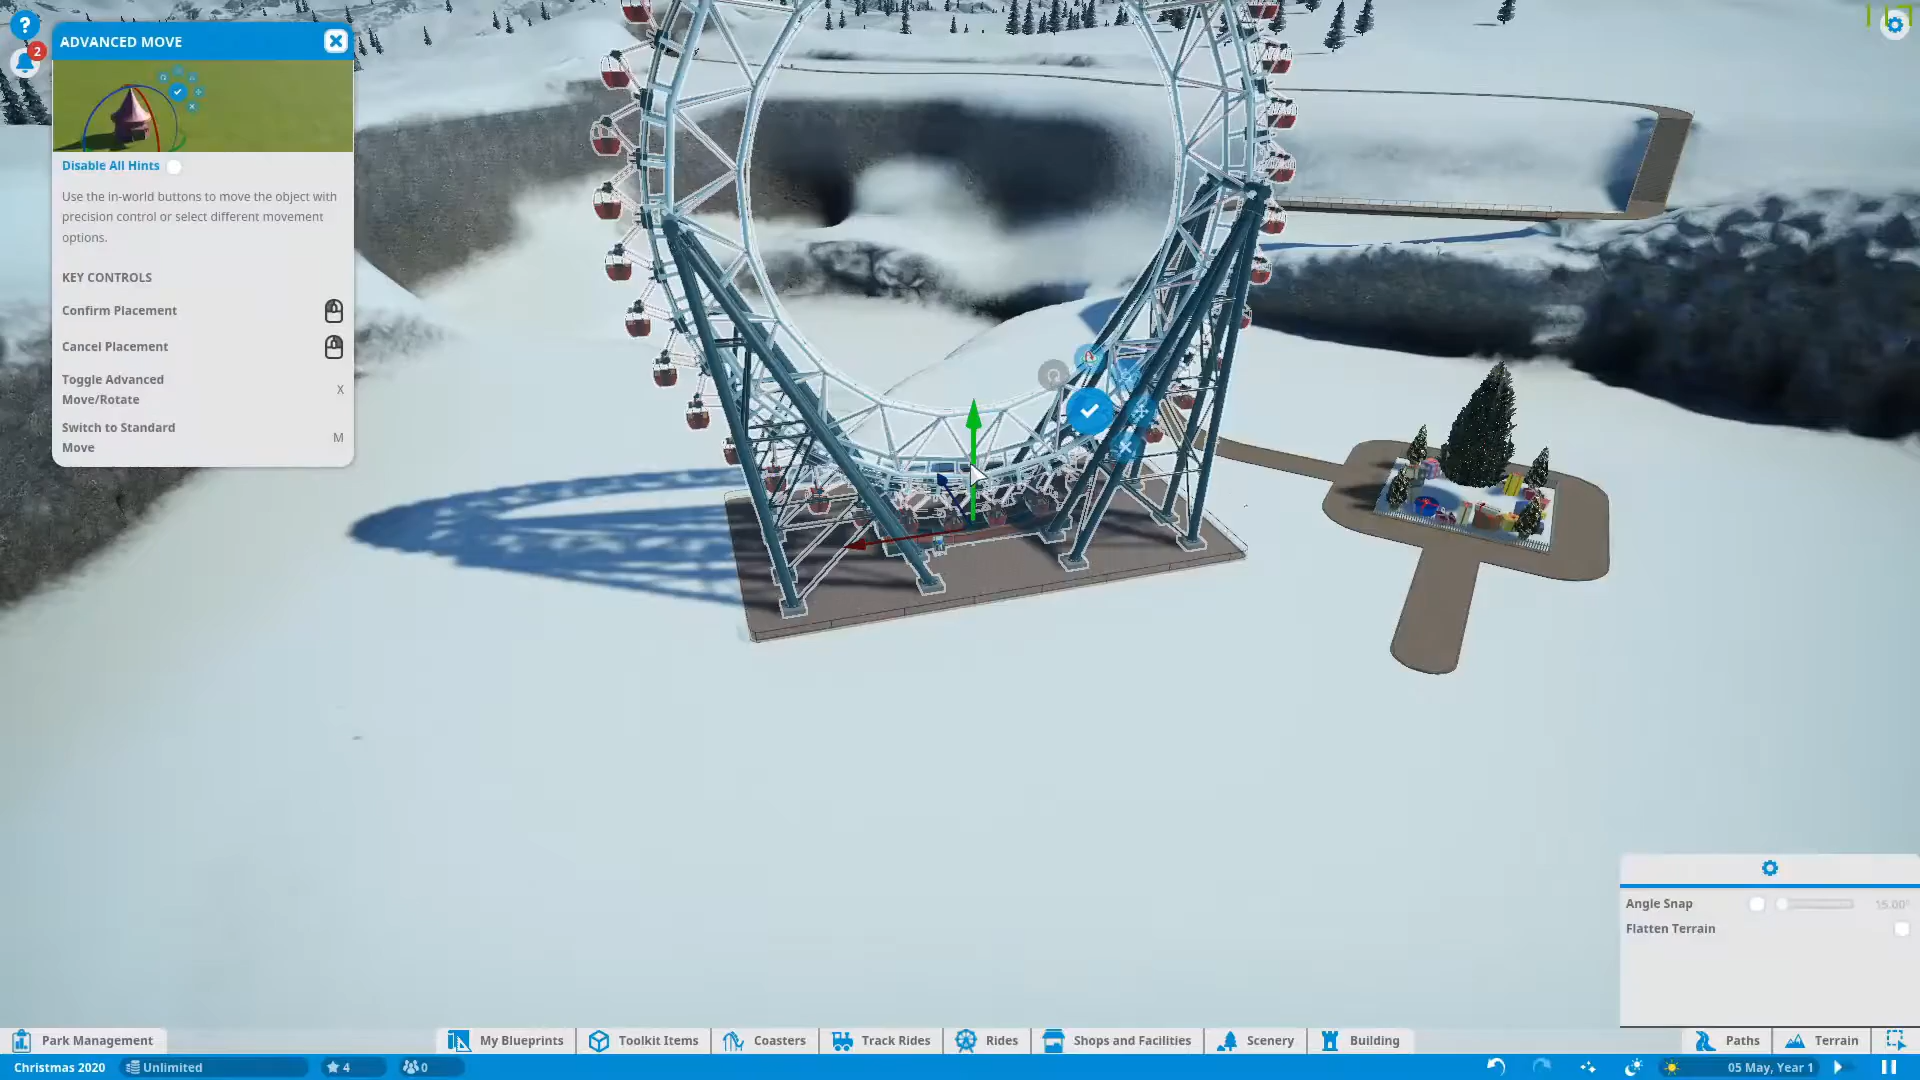 ?
2
ADVANCED MOVE
Disable All Hints
Use the in-world buttons to move the object with
precision control or select different movement
options.
KEY CONTROLS
Confirm Placement
Cancel Placement
Toggle Advanced
Move/Rotate
X
Switch to Standard
Move
M
Angle Snap
15.00°
Flatten Terrain
Park Management
My Blueprints
Toolkit Items
Coasters
Track Rides
Rides
Shops and Facilities
Scenery
Building
Paths
Terrain
Christmas 2020
Unlimited
4
0
05 May, Year 1